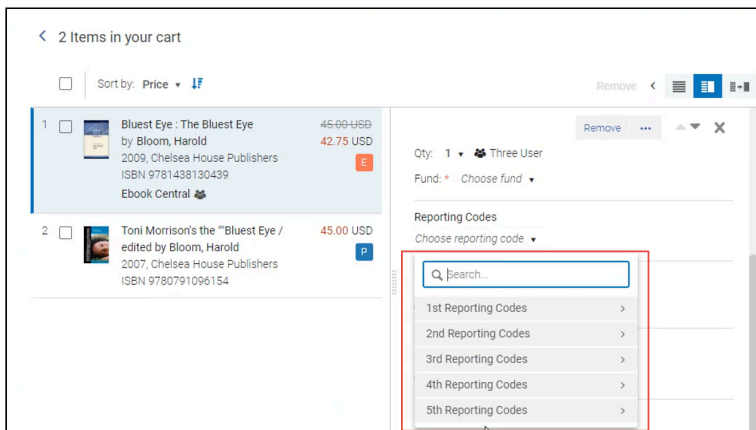 2 Items in your cart
Sort by: Price
Remove
1
Bluest Eye : The Bluest Eye
by Bloom, Harold
2009, Chelsea House Publishers
ISBN 9781438130439
Ebook Central
45.00 USD
42.75 USD
E
2
Toni Morrison's the "'Bluest Eye /
edited by Bloom, Harold
2007, Chelsea House Publishers
ISBN 9780791096154
45.00 USD
P
Remove
Qty: 1 Three User
Fund: * Choose fund
Reporting Codes
Choose reporting code
Search...
1st Reporting Codes
2nd Reporting Codes
3rd Reporting Codes
4th Reporting Codes
5th Reporting Codes